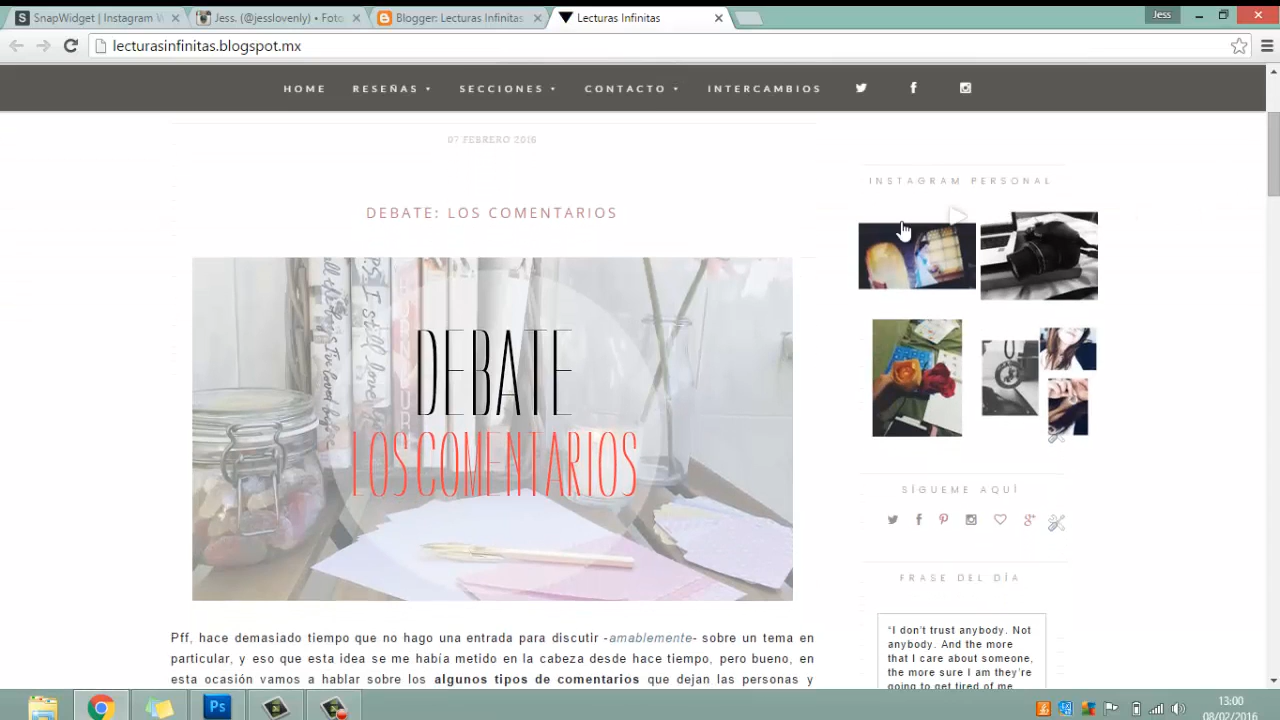 SnapWidget | Instagram W
Jess. (@jesslovenly) • Foto
Blogger: Lecturas Infinitas
Lecturas Infinitas
Jess
lecturasinfinitas.blogspot.mx
HOME RESEÑAS SECCIONES CONTACTO INTERCAMBIOS
07 FEBRERO 2016
DEBATE: LOS COMENTARIOS
DEBATE
LOS COMENTARIOS
Pff, hace demasiado tiempo que no hago una entrada para discutir -amablemente- sobre un tema en
particular, y eso que esta idea se me había metido en la cabeza desde hace tiempo, pero bueno, en
esta ocasión vamos a hablar sobre los algunos tipos de comentarios que dejan las personas y
INSTAGRAM PERSONAL
SÍGUEME AQUÍ
FRASE DEL DÍA
“I don't trust anybody. Not
anybody. And the more
that I care about someone,
the more sure I am they're
going to get tired of me
Ps
13:00
08/02/2016